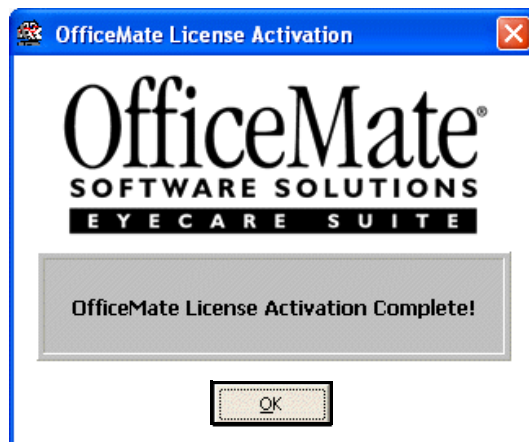 OfficeMate License Activation
OfficeMate®
SOFTWARE SOLUTIONS
EYECARE SUITE
OfficeMate License Activation Complete!
OK